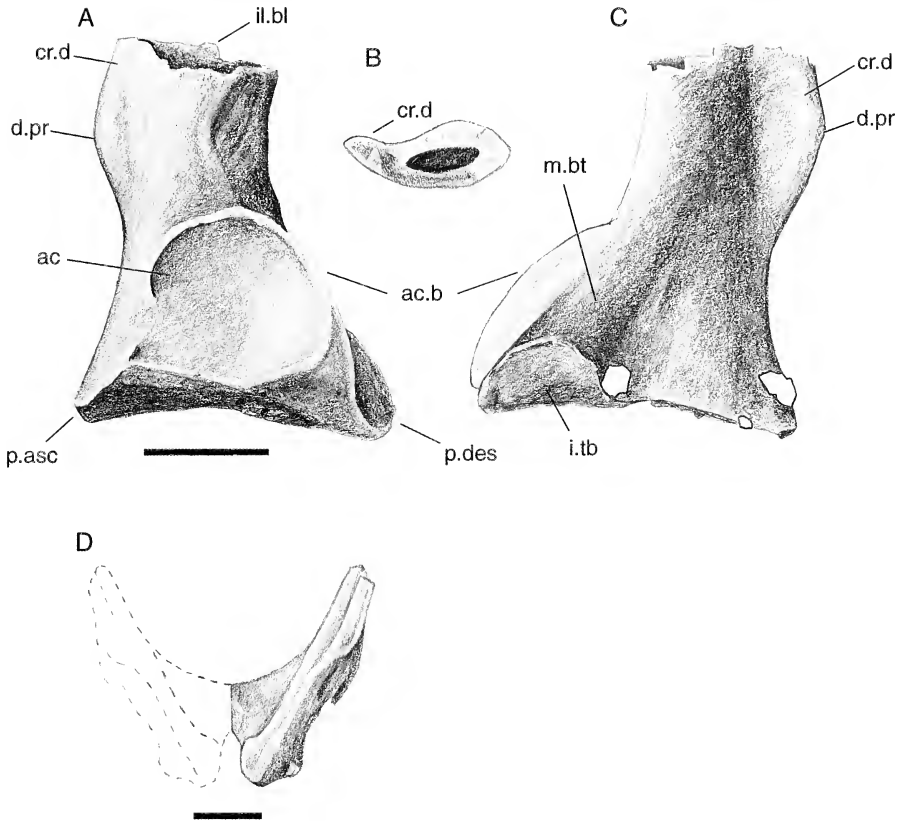 A
il.bl
C
cr.d
B
cr.d
d.pr
cr.d
d.pr
m.bt
ac
ac.b
p.asc
p.des
i.tb
D